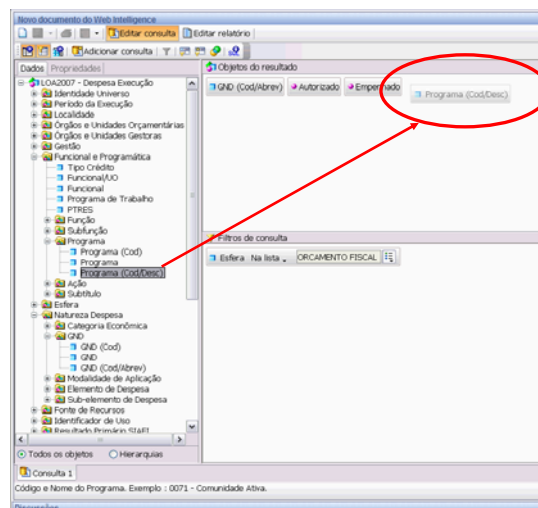 Novo documento do Web Intelligence
Editar consulta Editar relatório
Adicionar consulta
Dados Propriedades
LOA2007 - Despesa Execução
Identidade Universo
Período da Execução
Localidade
Órgãos e Unidades Orçamentárias
Órgãos e Unidades Gestoras
Gestão
Funcional e Programática
Tipo Crédito
Funcional/UO
Funcional
Programa de Trabalho
PTRES
Função
Subfunção
Programa
Programa (Cod)
Programa
Programa (Cod/Desc)
Ação
Subtítulo
Esfera
Natureza Despesa
Categoria Econômica
GND
GND (Cod)
GND
GND (Cod/Abrev)
Modalidade de Aplicação
Elemento de Despesa
Sub-elemento de Despesa
Fonte de Recursos
Identificador de Uso
Resultado Primário SIAFI
Todos os objetos Hierarquias
Objetos do resultado
GND (Cod/Abrev) Autorizado Empenhado Programa (Cod/Desc)
Filtros de consulta
Esfera Na lista ORCAMENTO FISCAL
Consulta 1
Código e Nome do Programa. Exemplo : 0071 - Comunidade Ativa.